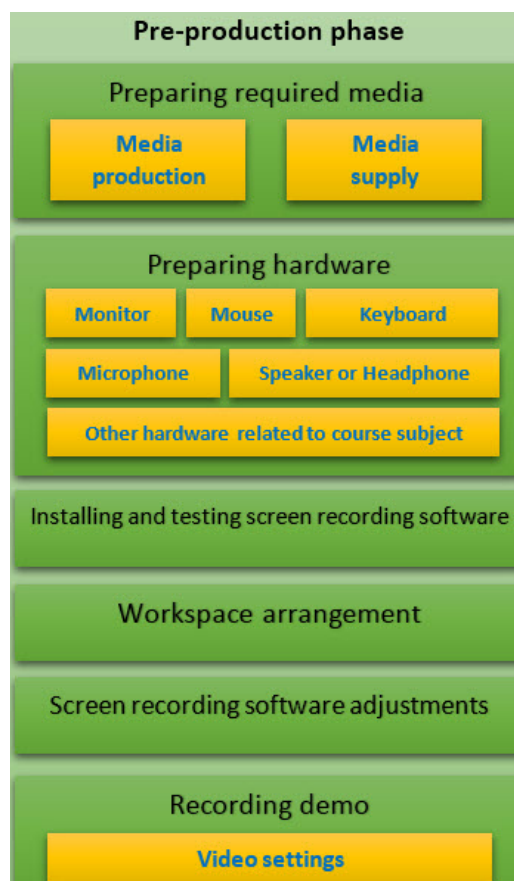 Pre-production phase
Preparing required media
Media
production
Media
supply
Preparing hardware
Monitor
Mouse
Keyboard
Microphone
Speaker or Headphone
Other hardware related to course subject
Installing and testing screen recording software
Workspace arrangement
Screen recording software adjustments
Recording demo
Video settings